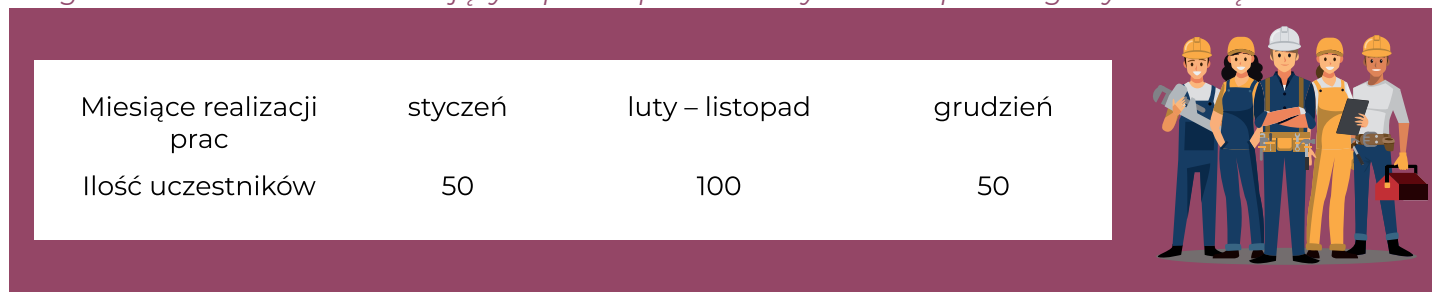 Miesiące realizacji prac styczeń luty – listopad grudzień
Ilość uczestników 50 100 50